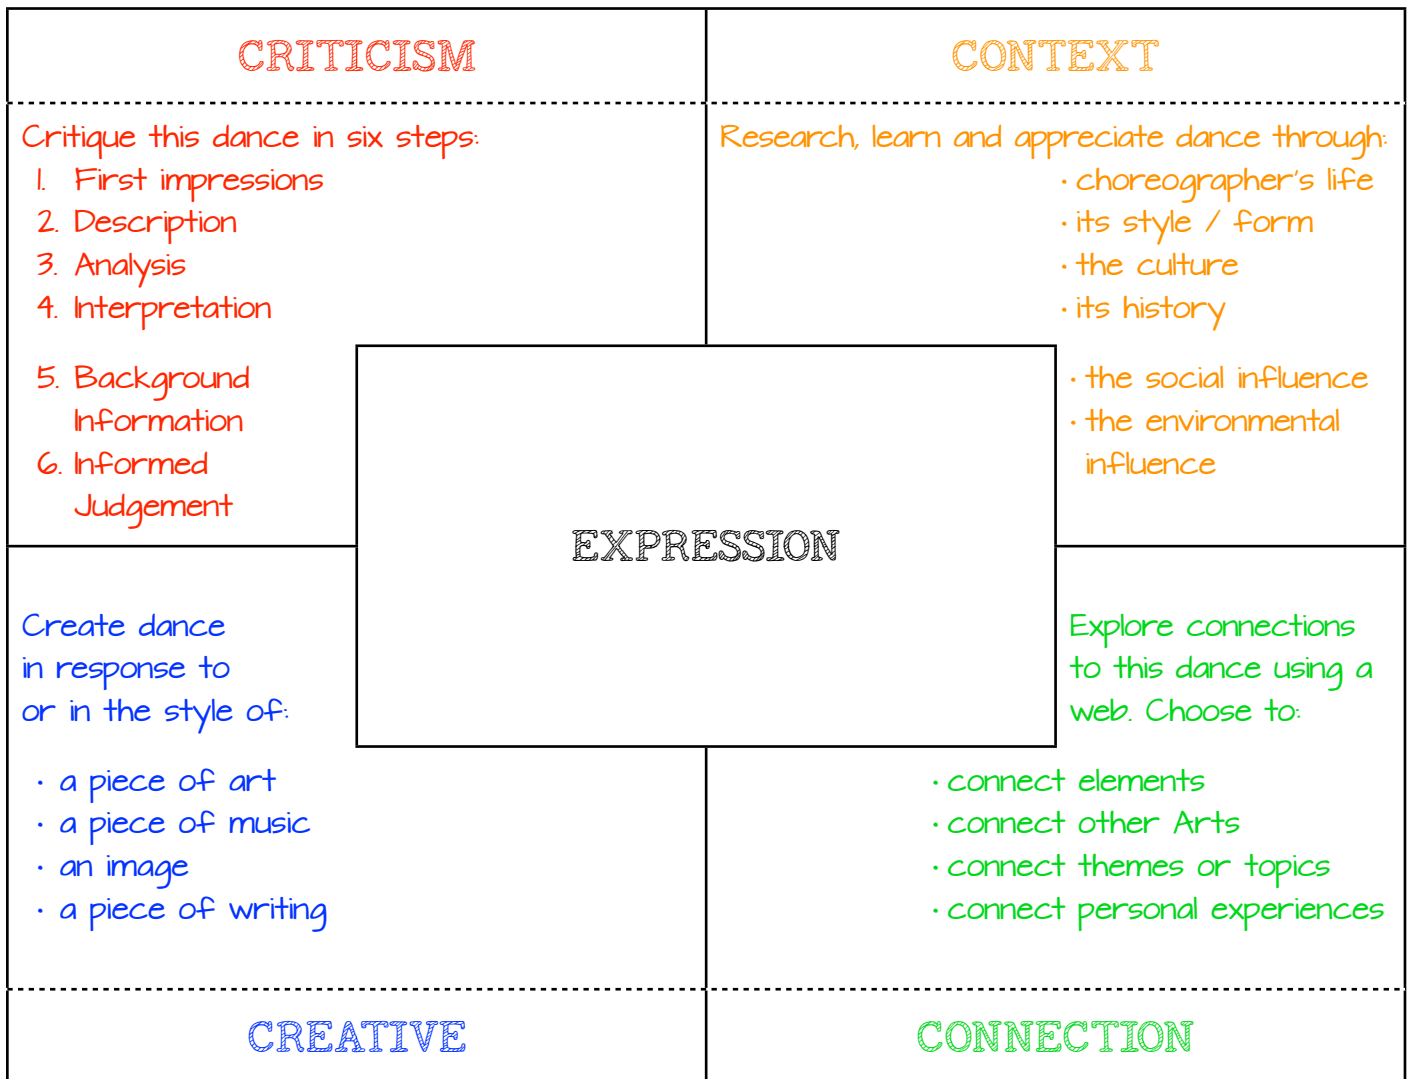 CRITICISM
Critique this dance in six steps:
1. First impressions
2. Description
3. Analysis
4. Interpretation
5. Background
Information
6. Informed
Judgement
CONTEXT
Research, learn and appreciate dance through:
· choreographer's life
· its style / form
· the culture
· its history
· the social influence
· the environmental
influence
EXPRESSION
Create dance
in response to
or in the style of:
· a piece of art
· a piece of music
· an image
· a piece of writing
CREATIVE
Explore connections
to this dance using a
web. Choose to:
· connect elements
· connect other Arts
· connect themes or topics
· connect personal experiences
CONNECTION